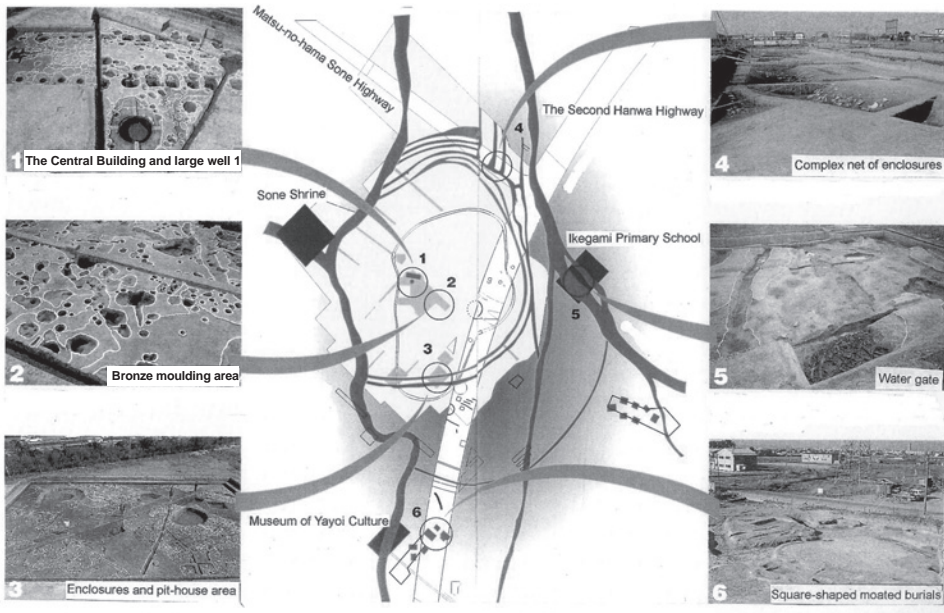 1 The Central Building and large well 1
2 Bronze moulding area
3 Enclosures and pit-house area
Matsu-no-hama Sone Highway
Sone Shrine
The Second Hanwa Highway
Ikegami Primary School
Museum of Yayoi Culture
1
2
3
4
5
6
4 Complex net of enclosures
5 Water gate
6 Square-shaped moated burials